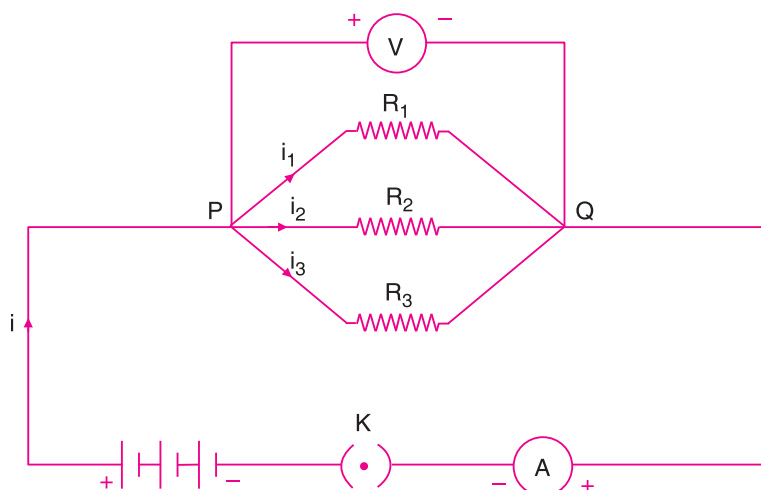 + V −
R1
i1
P i2 R2 Q
i3
R3
i
K
+ − − A +